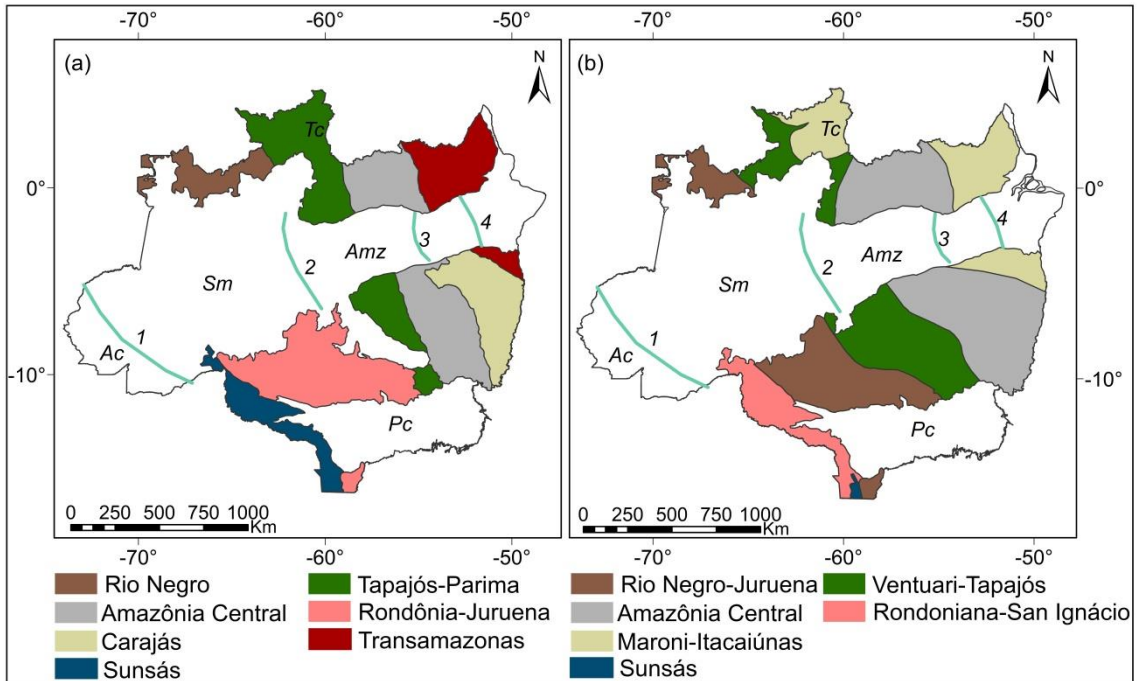 -70° -60° -50° -70° -60° -50°
(a) N (b) N
Tc Tc
0° 0°
4 4
3 3
Amz Amz
2 2
Sm Sm
1 1
Ac Ac
-10° -10°
Pc Pc
0 250 500 750 1000 Km 0 250 500 750 1000 Km
-70° -60° -50° -70° -60° -50°
Rio Negro Tapajós-Parima Rio Negro-Juruena Ventuari-Tapajós
Amazônia Central Rondônia-Juruena Amazônia Central Rondoniana-San Ignácio
Carajás Transamazonas Maroni-Itacaiúnas
Sunsás Sunsás